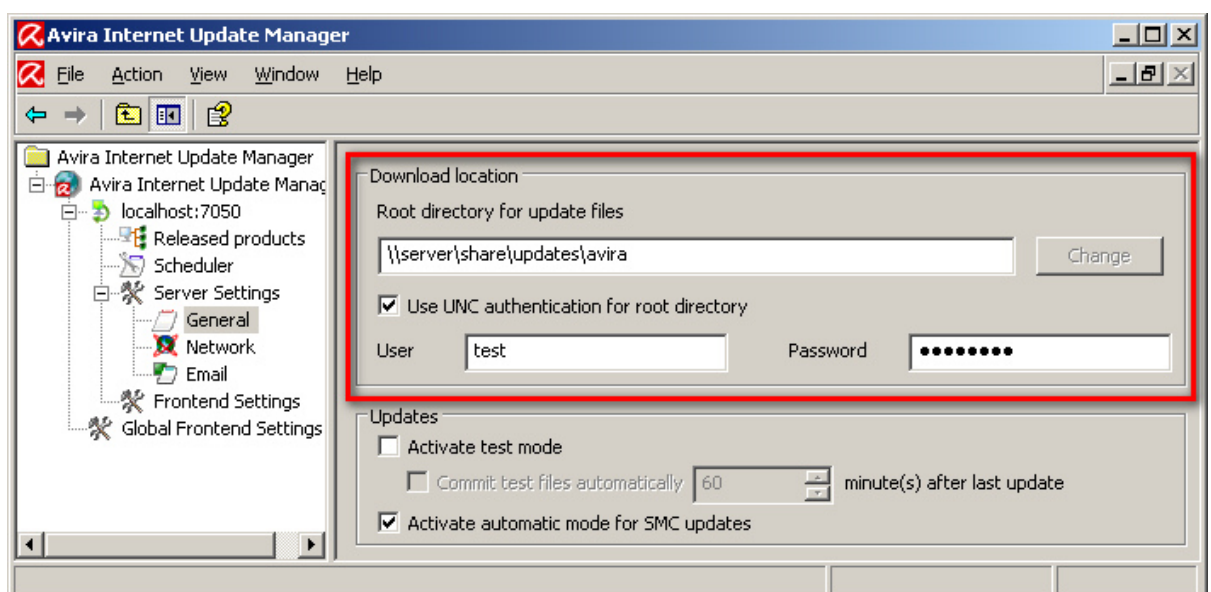 Avira Internet Update Manager
File Action View Window Help
Avira Internet Update Manager
Avira Internet Update Manag
localhost:7050
Released products
Scheduler
Server Settings
General
Network
Email
Frontend Settings
Global Frontend Settings
Download location
Root directory for update files
\\server\share\updates\avira Change
Use UNC authentication for root directory
User test Password ●●●●●●●●
Updates
Activate test mode
Commit test files automatically 60 minute(s) after last update
Activate automatic mode for SMC updates